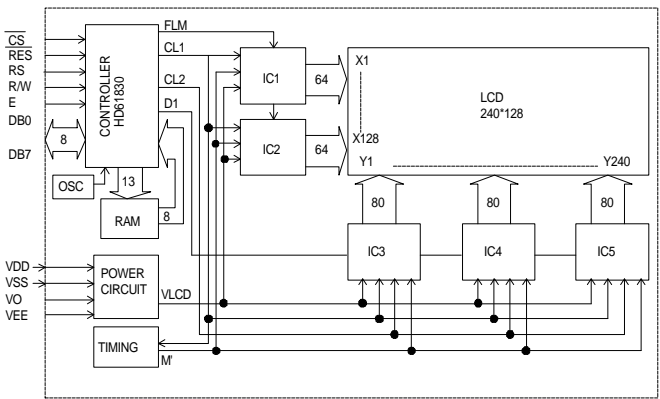 FLM
CS
RES
RS
R/W
E
DB0
DB7
8
CONTROLLER
HD61830
CL1
CL2
D1
IC1
IC2
64
64
X1
X128
LCD
240*128
Y1
Y240
OSC
13
RAM
8
80
80
80
IC3
IC4
IC5
VDD
VSS
VO
VEE
POWER
CIRCUIT
VLCD
TIMING
M'